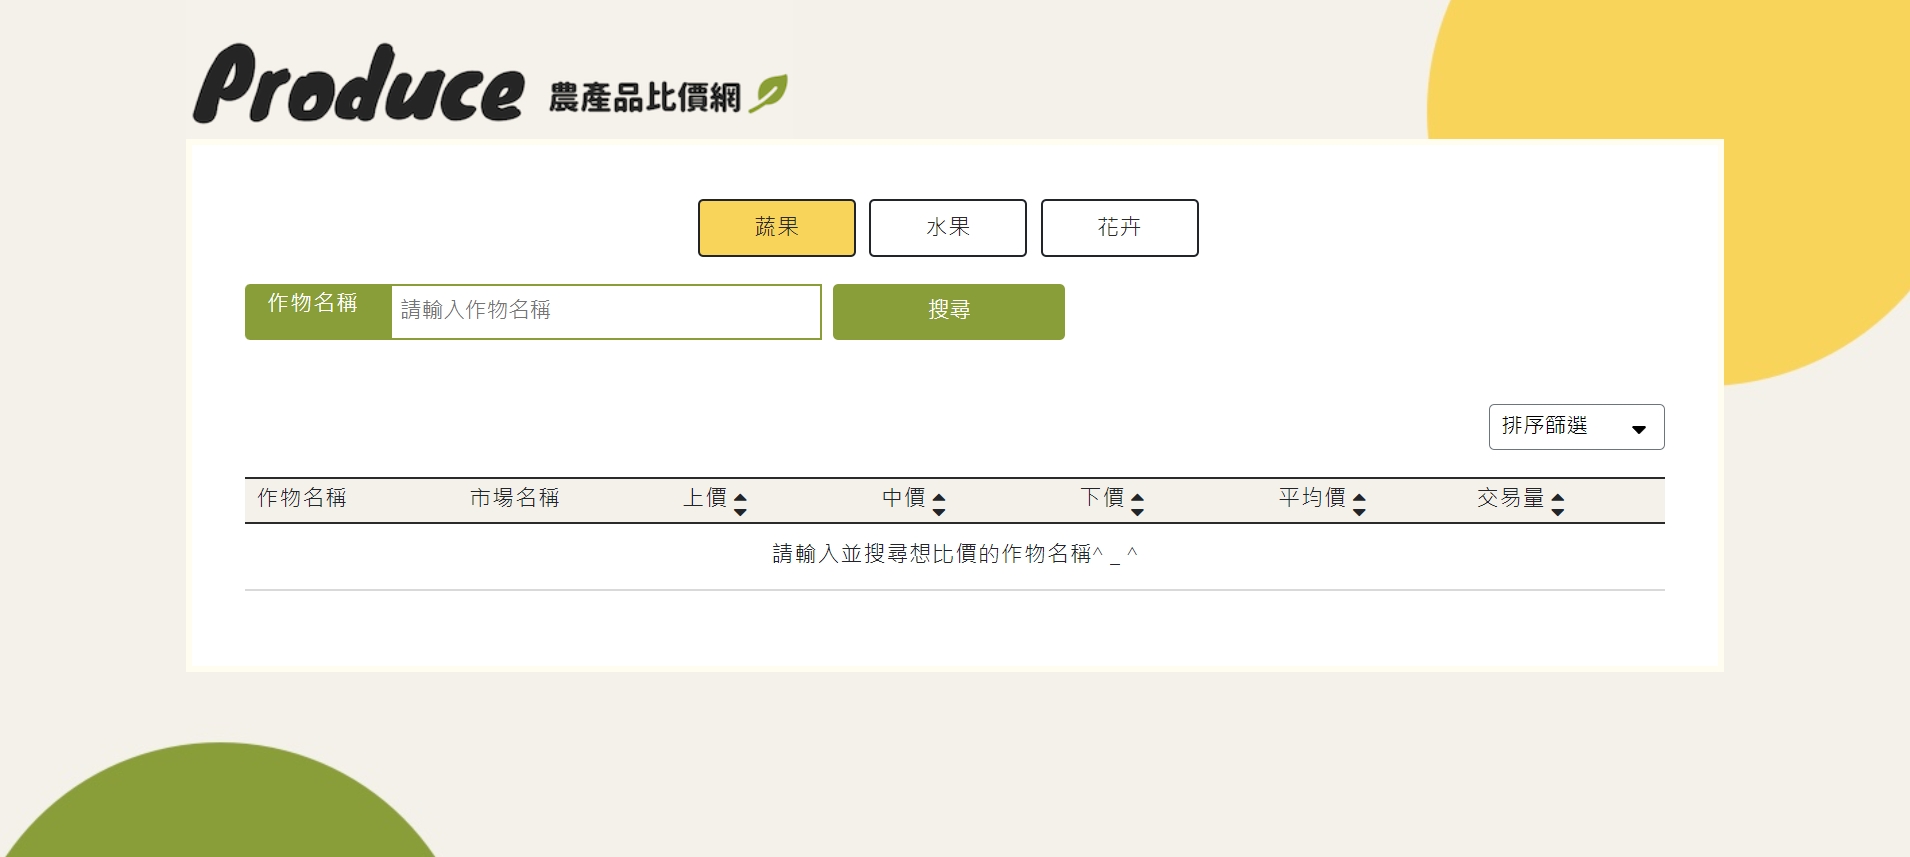 Produce 農產品比價網
蔬果 水果 花卉
作物名稱 請輸入作物名稱 搜尋
排序篩選
作物名稱 市場名稱 上價 中價 下價 平均價 交易量
請輸入並搜尋想比價的作物名稱^ _ ^